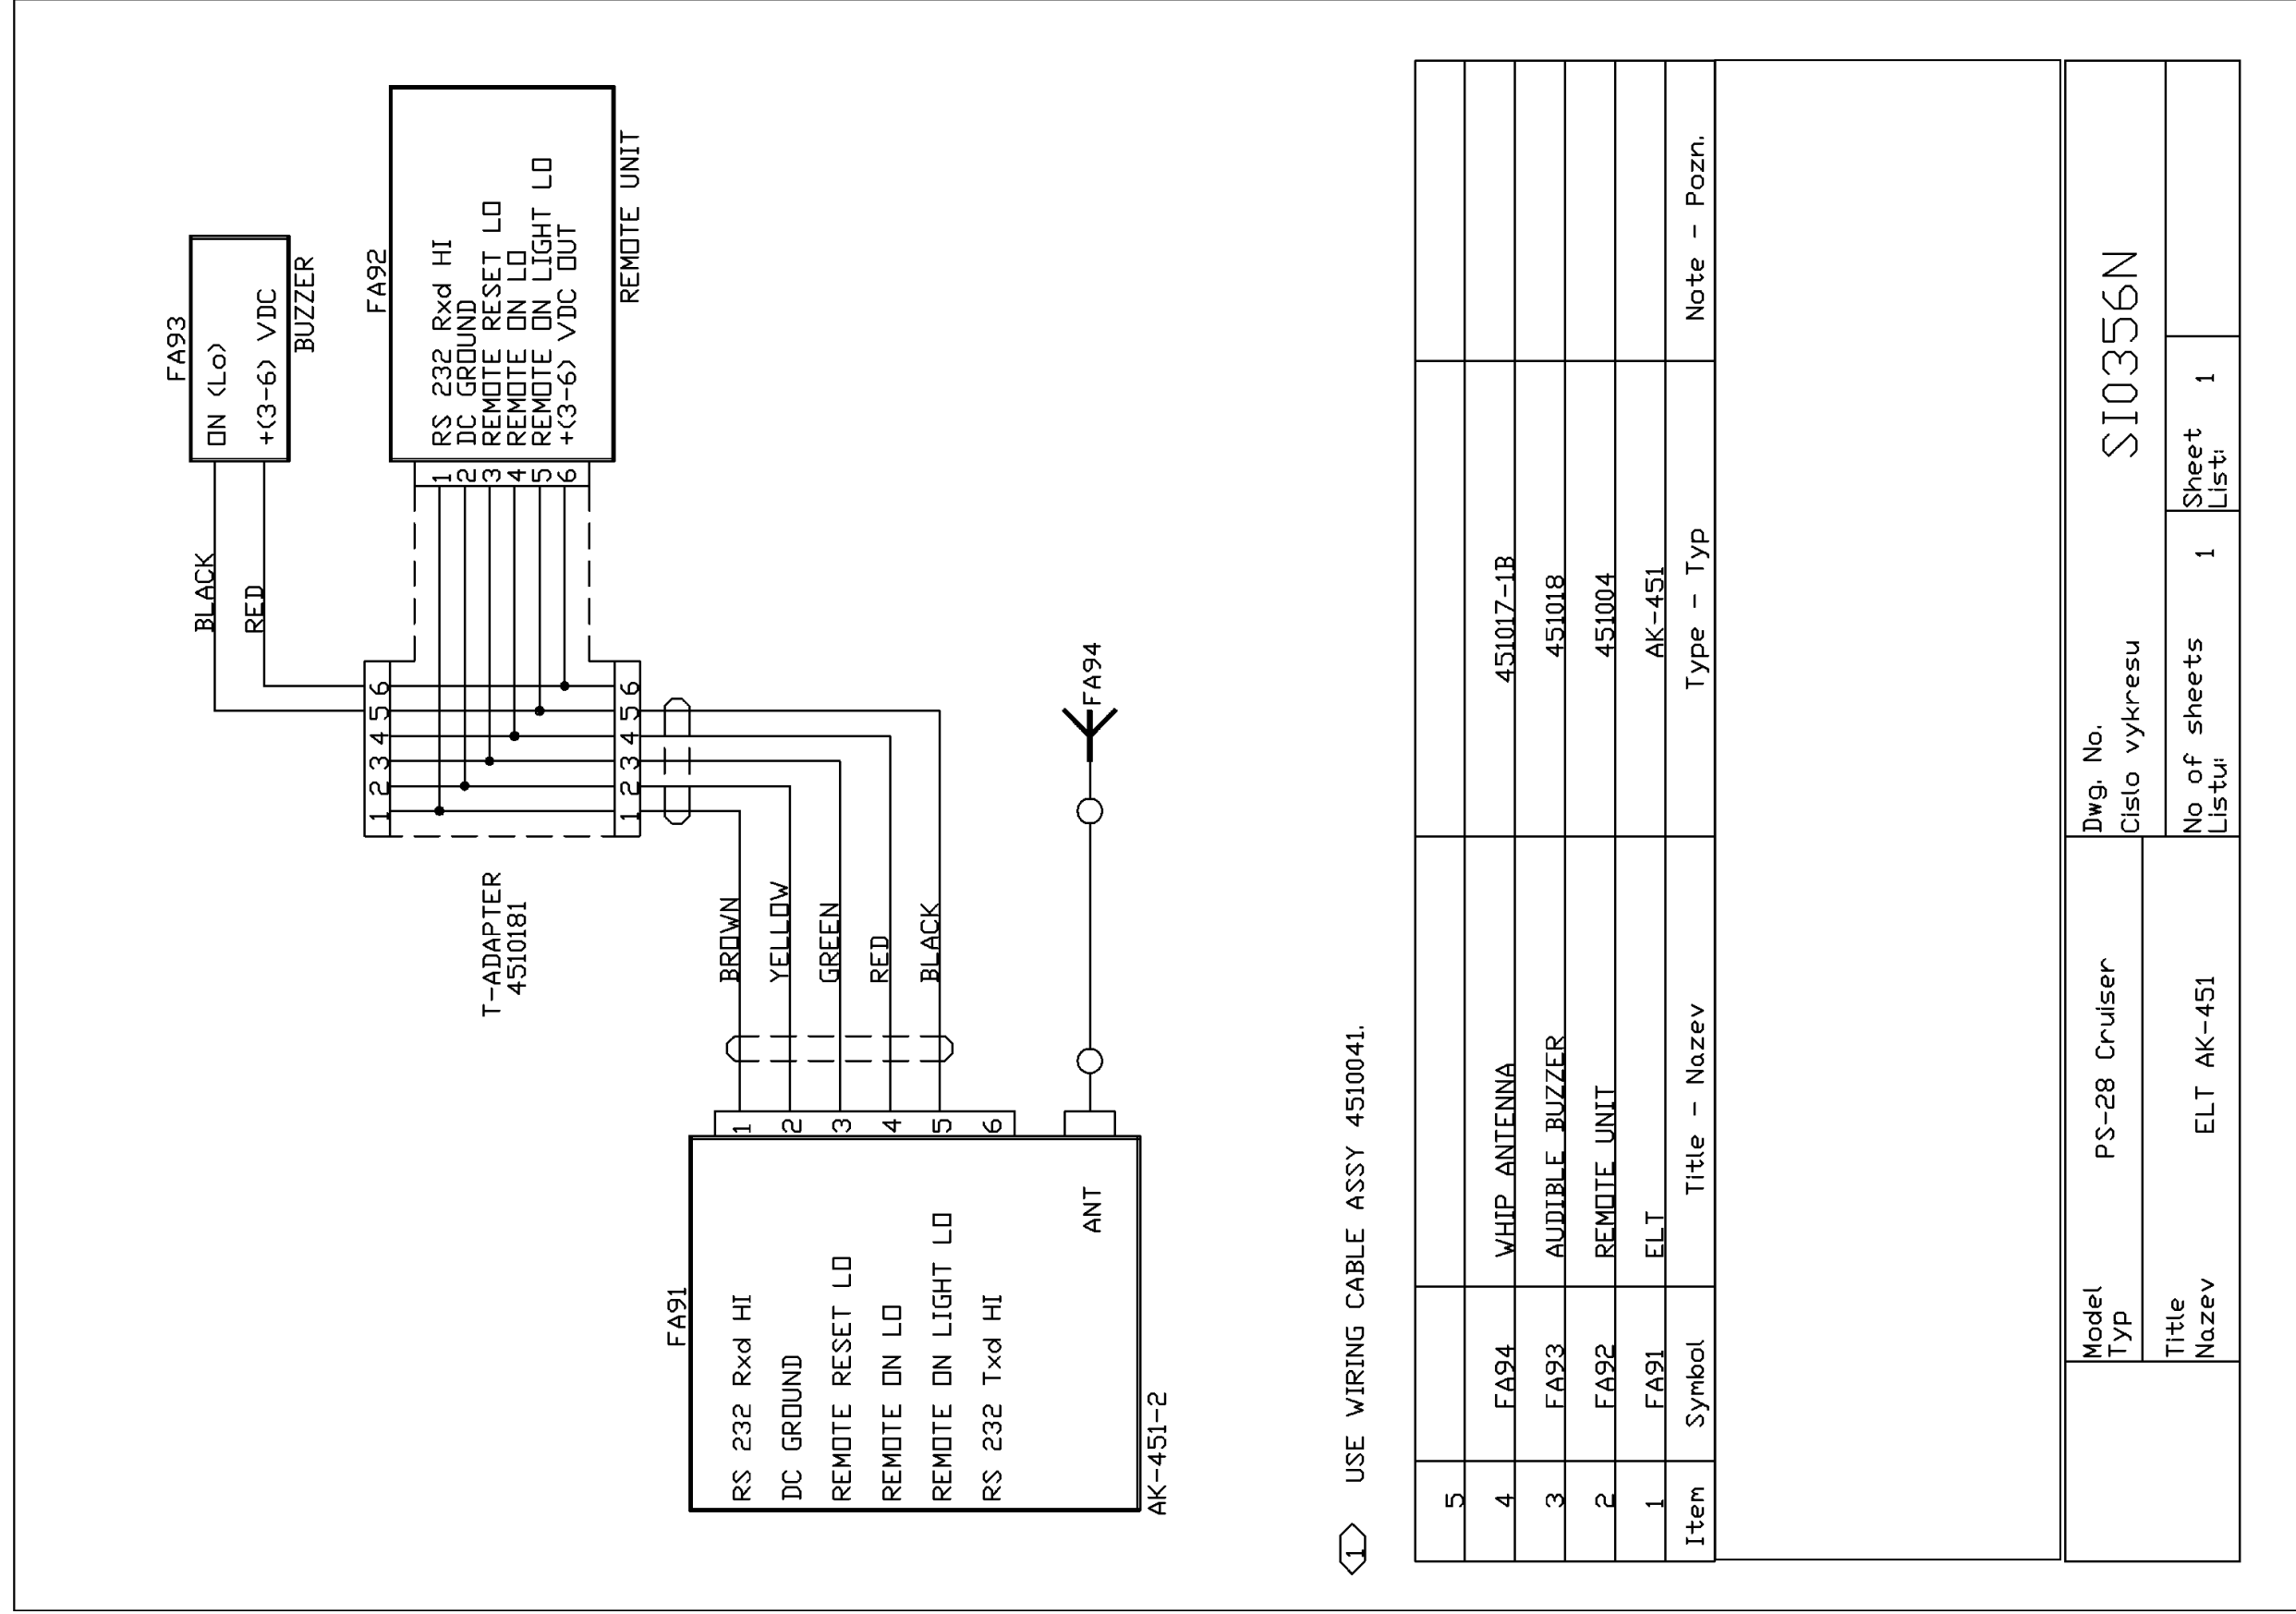 FA93
ON (Lo)
+(3-6) VDC
BUZZER
BLACK
RED
FA92
RS 232 Rxd HI
DC GROUND
REMOTE RESET LO
REMOTE ON LO
REMOTE ON LIGHT LO
+(3-6) VDC OUT
REMOTE UNIT
1
2
3
4
5
6
1 2 3 4 5 6
1 2 3 4 5 6
T-ADAPTER
4510181
BROWN
YELLOW
GREEN
RED
BLACK
FA94
FA91
RS 232 Rxd HI 1
DC GROUND 2
REMOTE RESET LO 3
REMOTE ON LO 4
REMOTE ON LIGHT LO 5
RS 232 Txd HI 6
ANT
AK-451-2
1 USE WIRING CABLE ASSY 4510041.
5
4 FA94 WHIP ANTENNA 451017-1B
3 FA93 AUDIBLE BUZZER 451018
2 FA92 REMOTE UNIT 451004
1 FA91 ELT AK-451
Item Symbol Title - Nazev Type - Typ Note - Pozn.
Model
Typ
PS-28 Cruiser
Title
Nazev
ELT AK-451
Dwg. No.
Cislo vykresu
SI0356N
No of sheets
Listu:
1
Sheet
List:
1